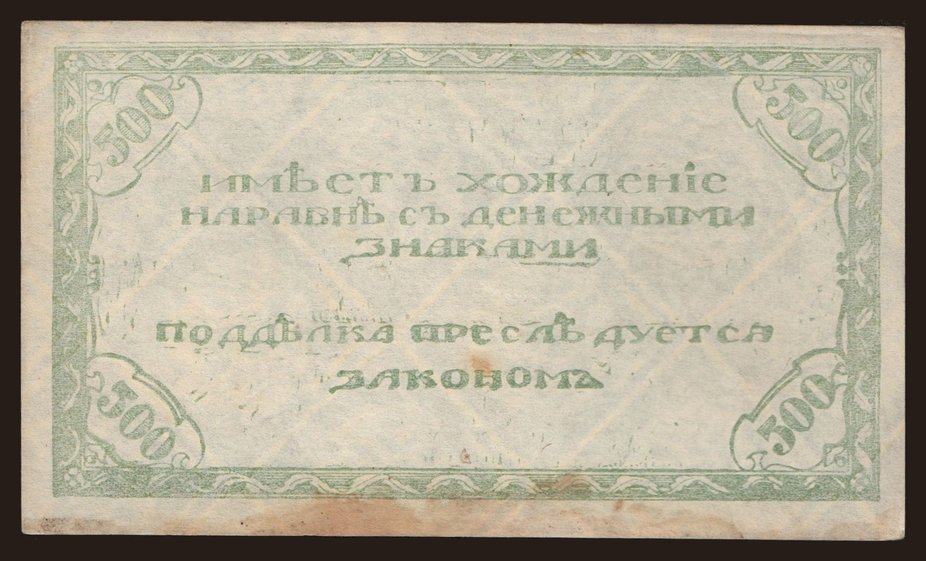 500 500
ИМѢЕТЪ ХОЖДЕНІЕ
НАРАВНѢ СЪ ДЕНЕЖНЫМИ
ЗНАКАМИ
ПОДДѢЛКА ПРЕСЛѢДУЕТСЯ
ЗАКОНОМЪ
500 500